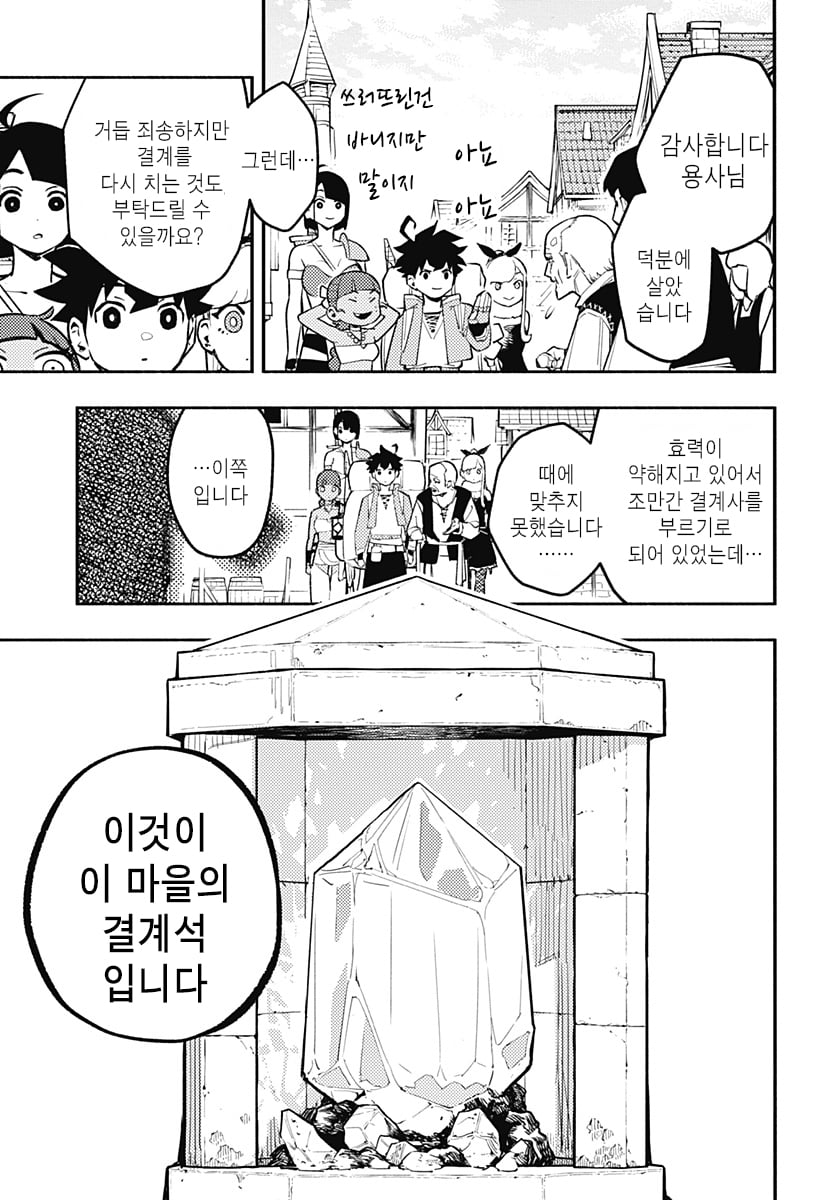 감사합니다
용사님
덕분에
살았
습니다
아뇨
아뇨
쓰러뜨린건
바니지만
말이지
그런데…
거듭 죄송하지만
결계를
다시 치는 것도
부탁드릴 수
있을까요?
효력이
약해지고 있어서
조만간 결계사를
부르기로
되어 있었는데…
때에
맞추지
못했습니다
……
…이쪽
입니다
이것이
이 마을의
결계석
입니다